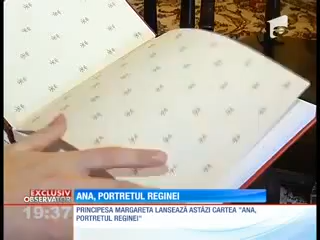 EXCLUSIV
OBSERVATOR
19:37
ANA, PORTRETUL REGINEI
PRINCIPESA MARGARETA LANSEAZĂ ASTĂZI CARTEA "ANA,
PORTRETUL REGINEI"